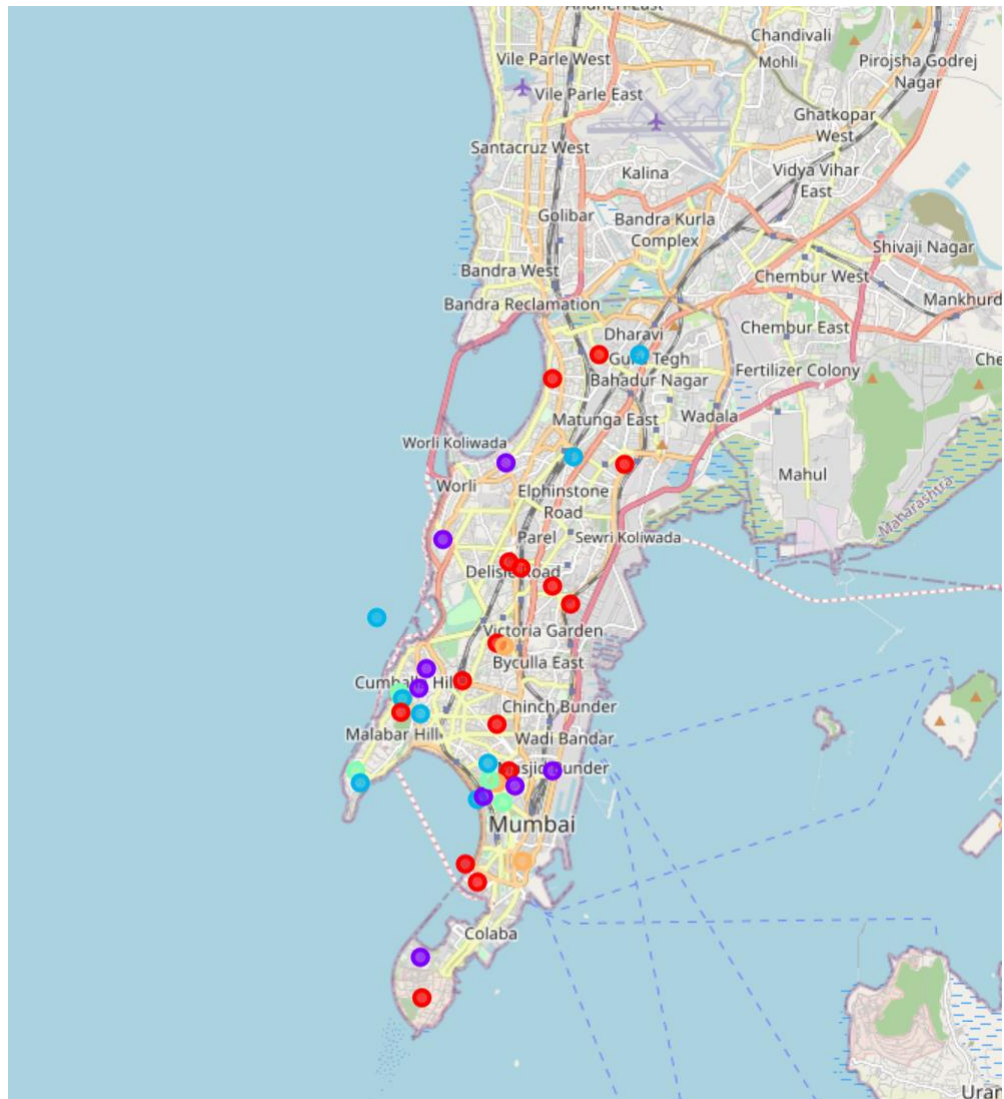 Andheri East
Chandivali
Vile Parle West
Mohli
Pirojsha Godrej
Nagar
Vile Parle East
Ghatkopar
West
Santacruz West
Kalina
Vidya Vihar
East
Golibar
Bandra Kurla
Complex
Shivaji Nagar
Bandra West
Chembur West
Bandra Reclamation
Mankhurd
Chembur East
Dharavi
Guru Tegh
Bahadur Nagar
Fertilizer Colony
Che
Matunga East
Wadala
Worli Koliwada
Mahul
Worli
Elphinstone
Road
Maharashtra
Parel
Sewri Koliwada
Delisle Road
Victoria Garden
Byculla East
Cumballa Hill
Chinch Bunder
Malabar Hill
Wadi Bandar
Masjid Bunder
Mumbai
Colaba
Uran